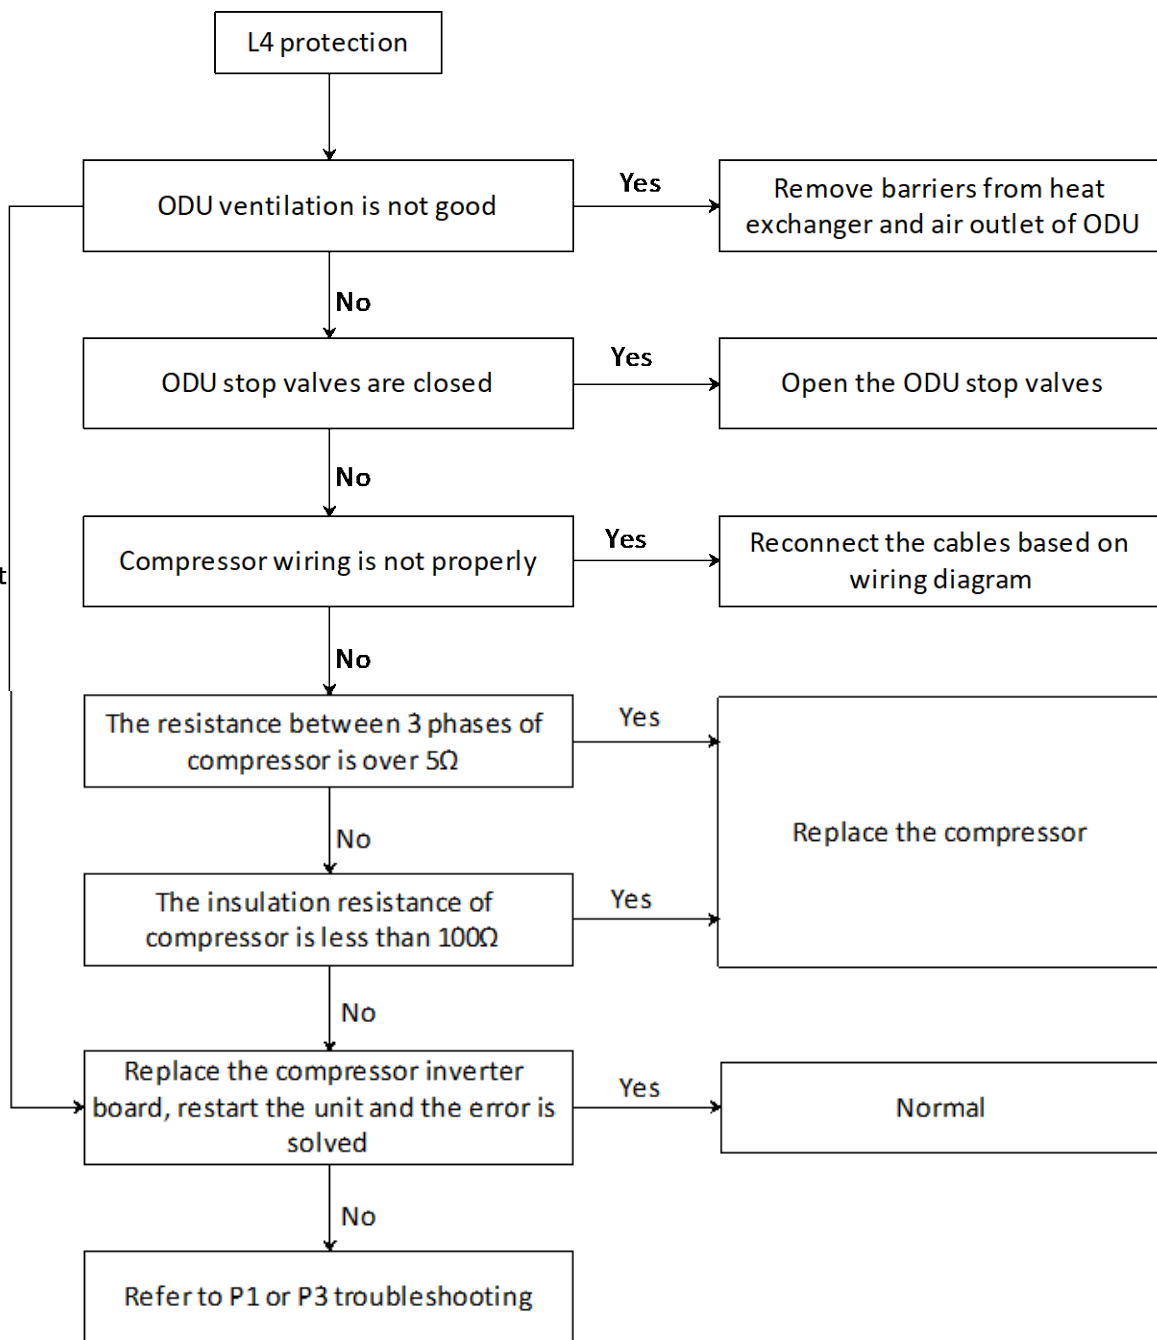 L4 protection
ODU ventilation is not good
Yes
Remove barriers from heat
exchanger and air outlet of ODU
No
ODU stop valves are closed
Yes
Open the ODU stop valves
No
Compressor wiring is not properly
Yes
Reconnect the cables based on
wiring diagram
t
No
The resistance between 3 phases of
compressor is over 5Ω
Yes
Replace the compressor
No
The insulation resistance of
compressor is less than 100Ω
Yes
No
Replace the compressor inverter
board, restart the unit and the error is
solved
Yes
Normal
No
Refer to P1 or P3 troubleshooting